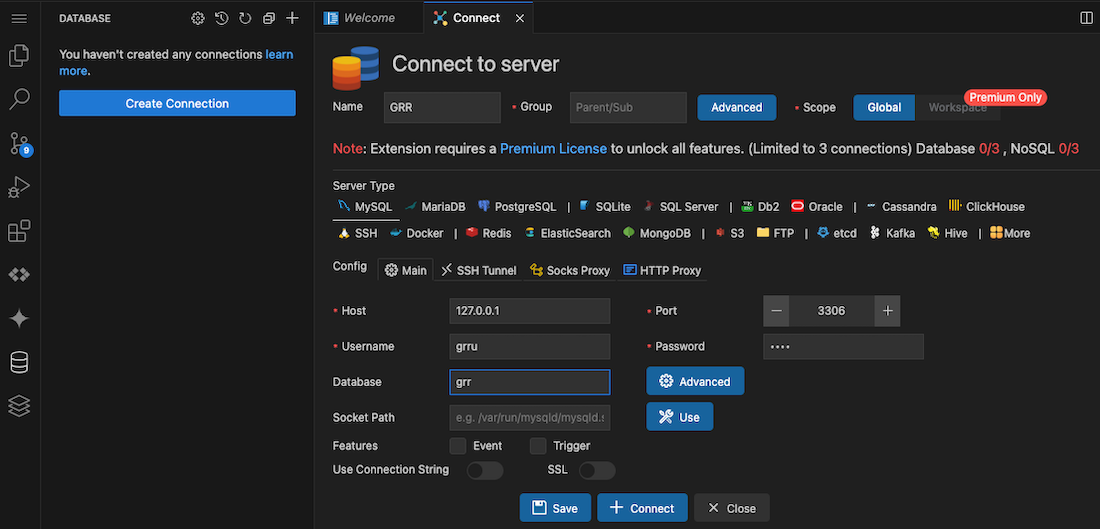 DATABASE
You haven't created any connections learn
more.
Create Connection
9
Welcome
Connect
Connect to server
Name GRR Group Parent/Sub Advanced Scope Global Workspace
Premium Only
Note: Extension requires a Premium License to unlock all features. (Limited to 3 connections) Database 0/3 , NoSQL 0/3
Server Type
MySQL MariaDB PostgreSQL | SQLite SQL Server | Db2 Oracle | Cassandra ClickHouse
SSH Docker | Redis ElasticSearch MongoDB | S3 FTP | etcd Kafka Hive | More
Config Main SSH Tunnel Socks Proxy HTTP Proxy
Host 127.0.0.1 Port 3306
Username grru Password ••••
Database grr Advanced
Socket Path e.g. /var/run/mysqld/mysqld.s Use
Features Event Trigger
Use Connection String SSL
Save Connect Close